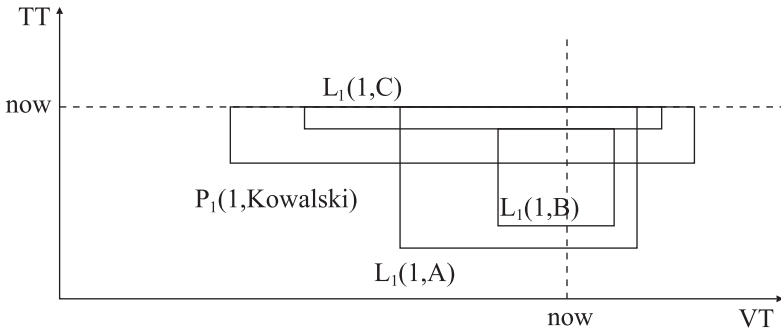 TT
L₁(1,C)
now
P₁(1,Kowalski)
L₁(1,B)
L₁(1,A)
now
VT